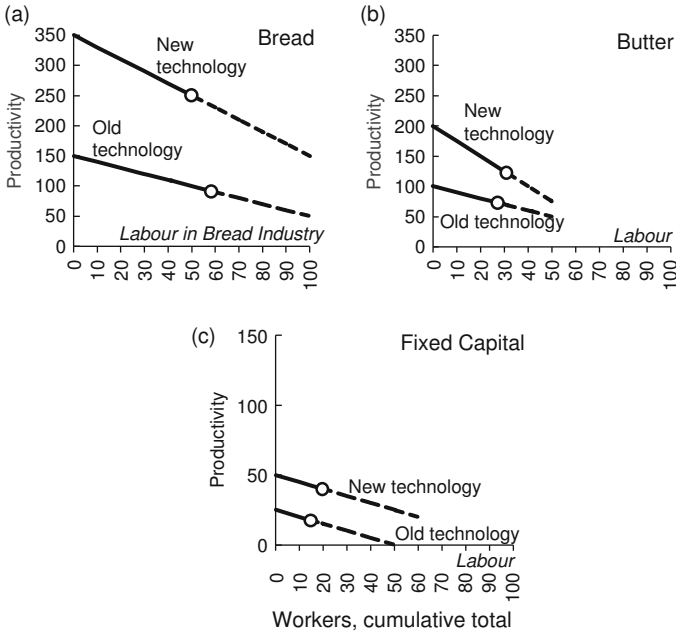 (a)
Bread
350
300
250
200
150
100
50
0
Productivity
New
technology
Old
technology
Labour in Bread Industry
0
10
20
30
40
50
60
70
80
90
100
(b)
Butter
350
300
250
200
150
100
50
0
Productivity
New
technology
Old technology
Labour
0
10
20
30
40
50
60
70
80
90
100
(c)
Fixed Capital
150
100
50
0
Productivity
New technology
Old technology
Labour
0
10
20
30
40
50
60
70
80
90
100
Workers, cumulative total